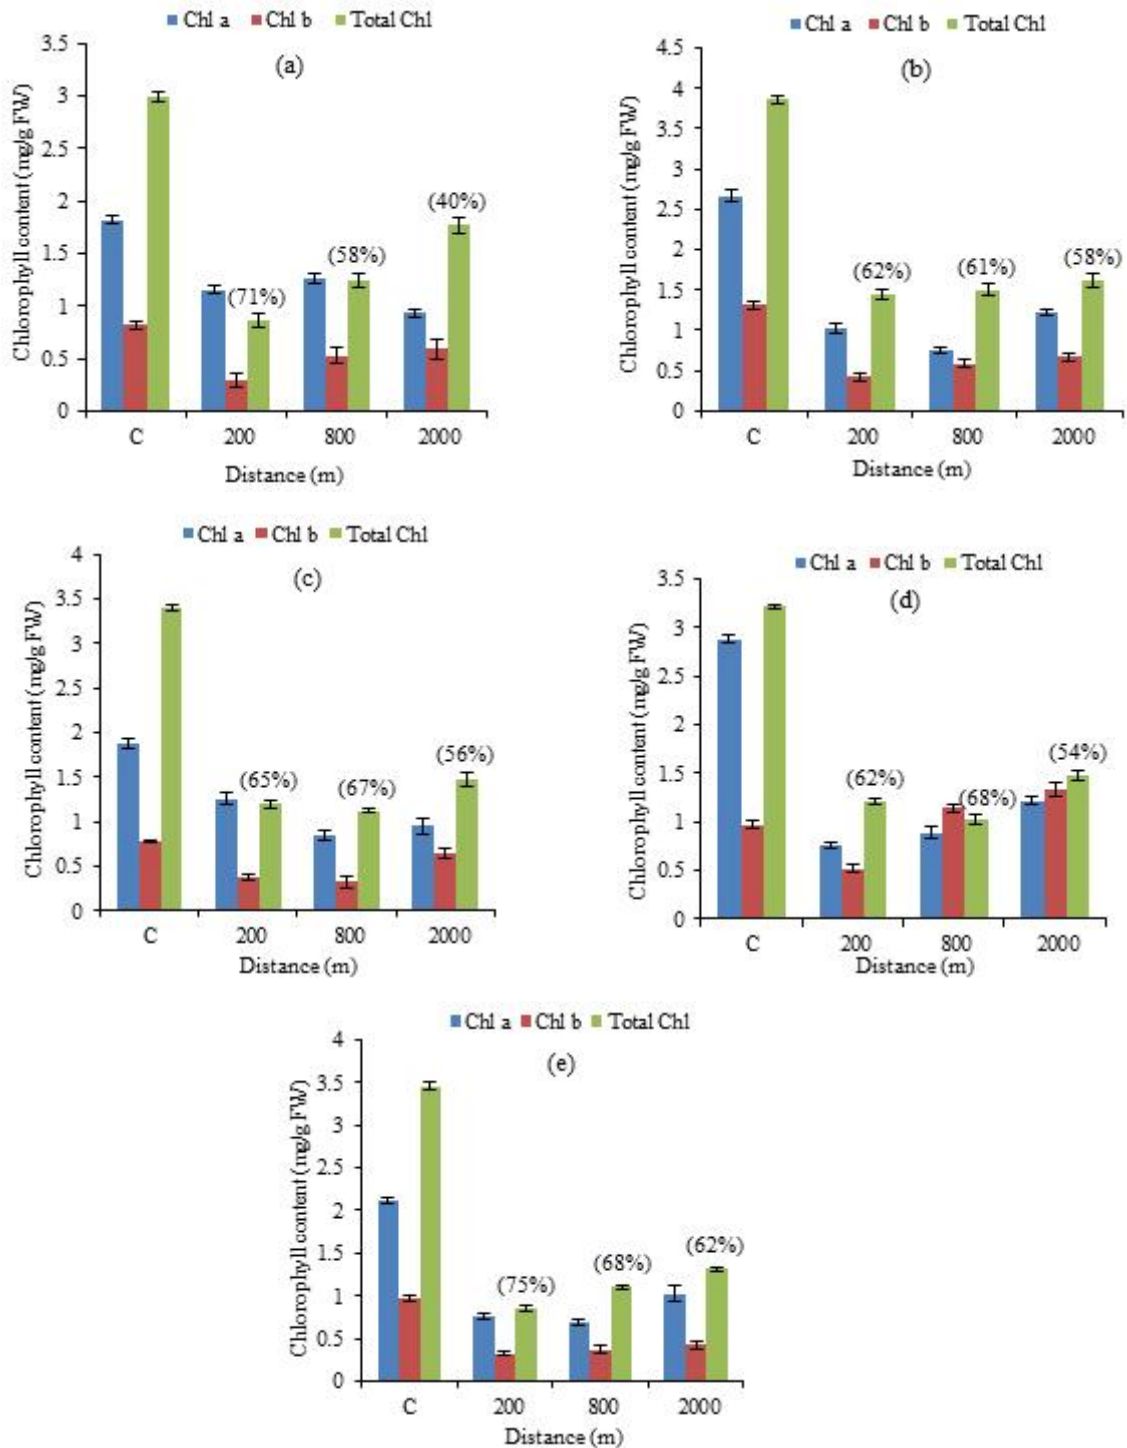 Chl a Chl b Total Chl
(a)
Chlorophyll content (mg/g FW)
3.5
3
2.5
2
1.5
1
0.5
0
(71%)
(58%)
(40%)
C 200 800 2000
Distance (m)
Chl a Chl b Total Chl
(b)
Chlorophyll content (mg/g FW)
4.5
4
3.5
3
2.5
2
1.5
1
0.5
0
(62%)
(61%)
(58%)
C 200 800 2000
Distance (m)
Chl a Chl b Total Chl
(c)
Chlorophyll content (mg/g FW)
4
3.5
3
2.5
2
1.5
1
0.5
0
(65%)
(67%)
(56%)
C 200 800 2000
Distance (m)
Chl a Chl b Total Chl
(d)
Chlorophyll content (mg/g FW)
3.5
3
2.5
2
1.5
1
0.5
0
(62%)
(68%)
(54%)
C 200 800 2000
Distance (m)
Chl a Chl b Total Chl
(e)
Chlorophyll content (mg/g FW)
4
3.5
3
2.5
2
1.5
1
0.5
0
(75%)
(68%)
(62%)
C 200 800 2000
Distance (m)